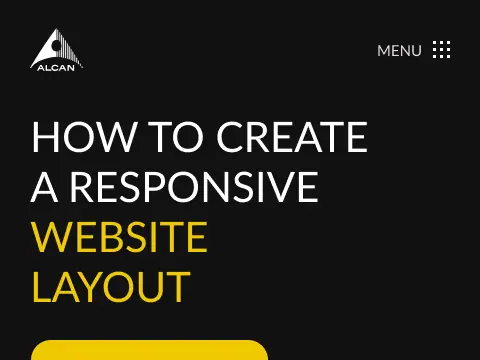 ALCAN
MENU
HOW TO CREATE
A RESPONSIVE
WEBSITE
LAYOUT